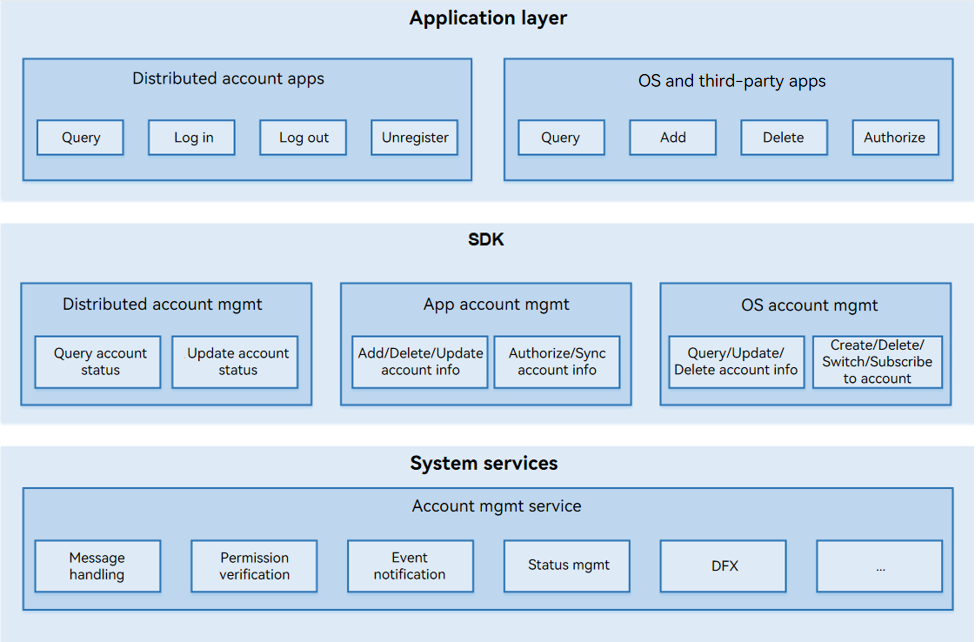 Application layer
Distributed account apps
Query
Log in
Log out
Unregister
OS and third-party apps
Query
Add
Delete
Authorize
SDK
Distributed account mgmt
Query account
status
Update account
status
App account mgmt
Add/Delete/Update
account info
Authorize/Sync
account info
OS account mgmt
Query/Update/
Delete account info
Create/Delete/
Switch/Subscribe
to account
System services
Account mgmt service
Message
handling
Permission
verification
Event
notification
Status mgmt
DFX
...